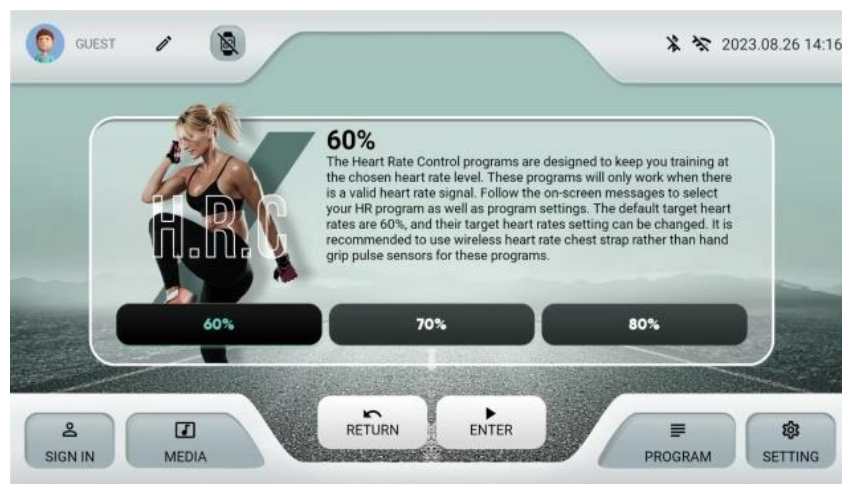 GUEST
2023.08.26 14:16
60%
The Heart Rate Control programs are designed to keep you training at
the chosen heart rate level. These programs will only work when there
is a valid heart rate signal. Follow the on-screen messages to select
your HR program as well as program settings. The default target heart
rates are 60%, and their target heart rates setting can be changed. It is
recommended to use wireless heart rate chest strap rather than hand
grip pulse sensors for these programs.
H.R.C
60%
70%
80%
SIGN IN
MEDIA
RETURN
ENTER
PROGRAM
SETTING